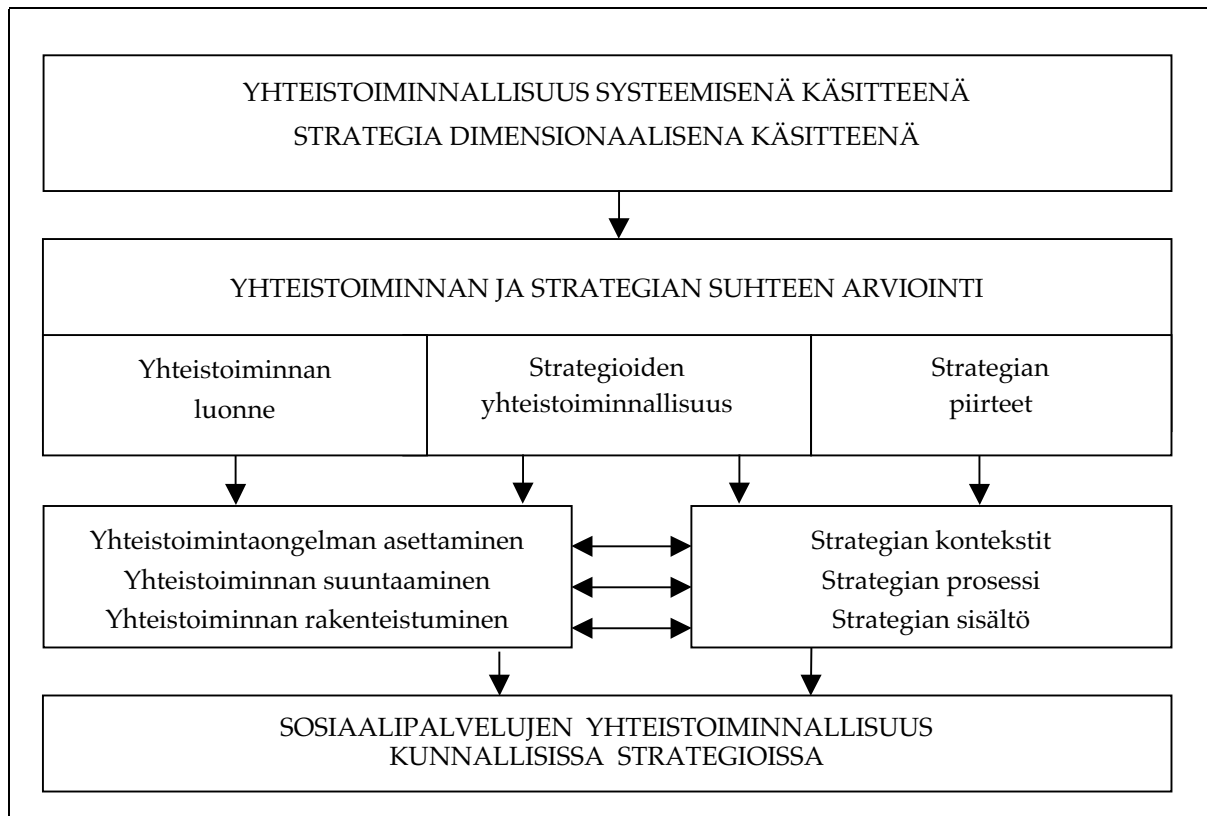 YHTEISTOIMINNALLISUUS SYSTEEMISENÄ KÄSITTEENÄ
STRATEGIA DIMENSIONAALISENA KÄSITTEENÄ
YHTEISTOIMINNAN JA STRATEGIAN SUHTEEN ARVIOINTI
Yhteistoiminnan
luonne
Strategioiden
yhteistoiminnallisuus
Strategian
piirteet
Yhteistoimintaongelman asettaminen
Yhteistoiminnan suuntaaminen
Yhteistoiminnan rakenteistuminen
Strategian kontekstit
Strategian prosessi
Strategian sisältö
SOSIAALIPALVELUJEN YHTEISTOIMINNALLISUUS
KUNNALLISISSA STRATEGIOISSA